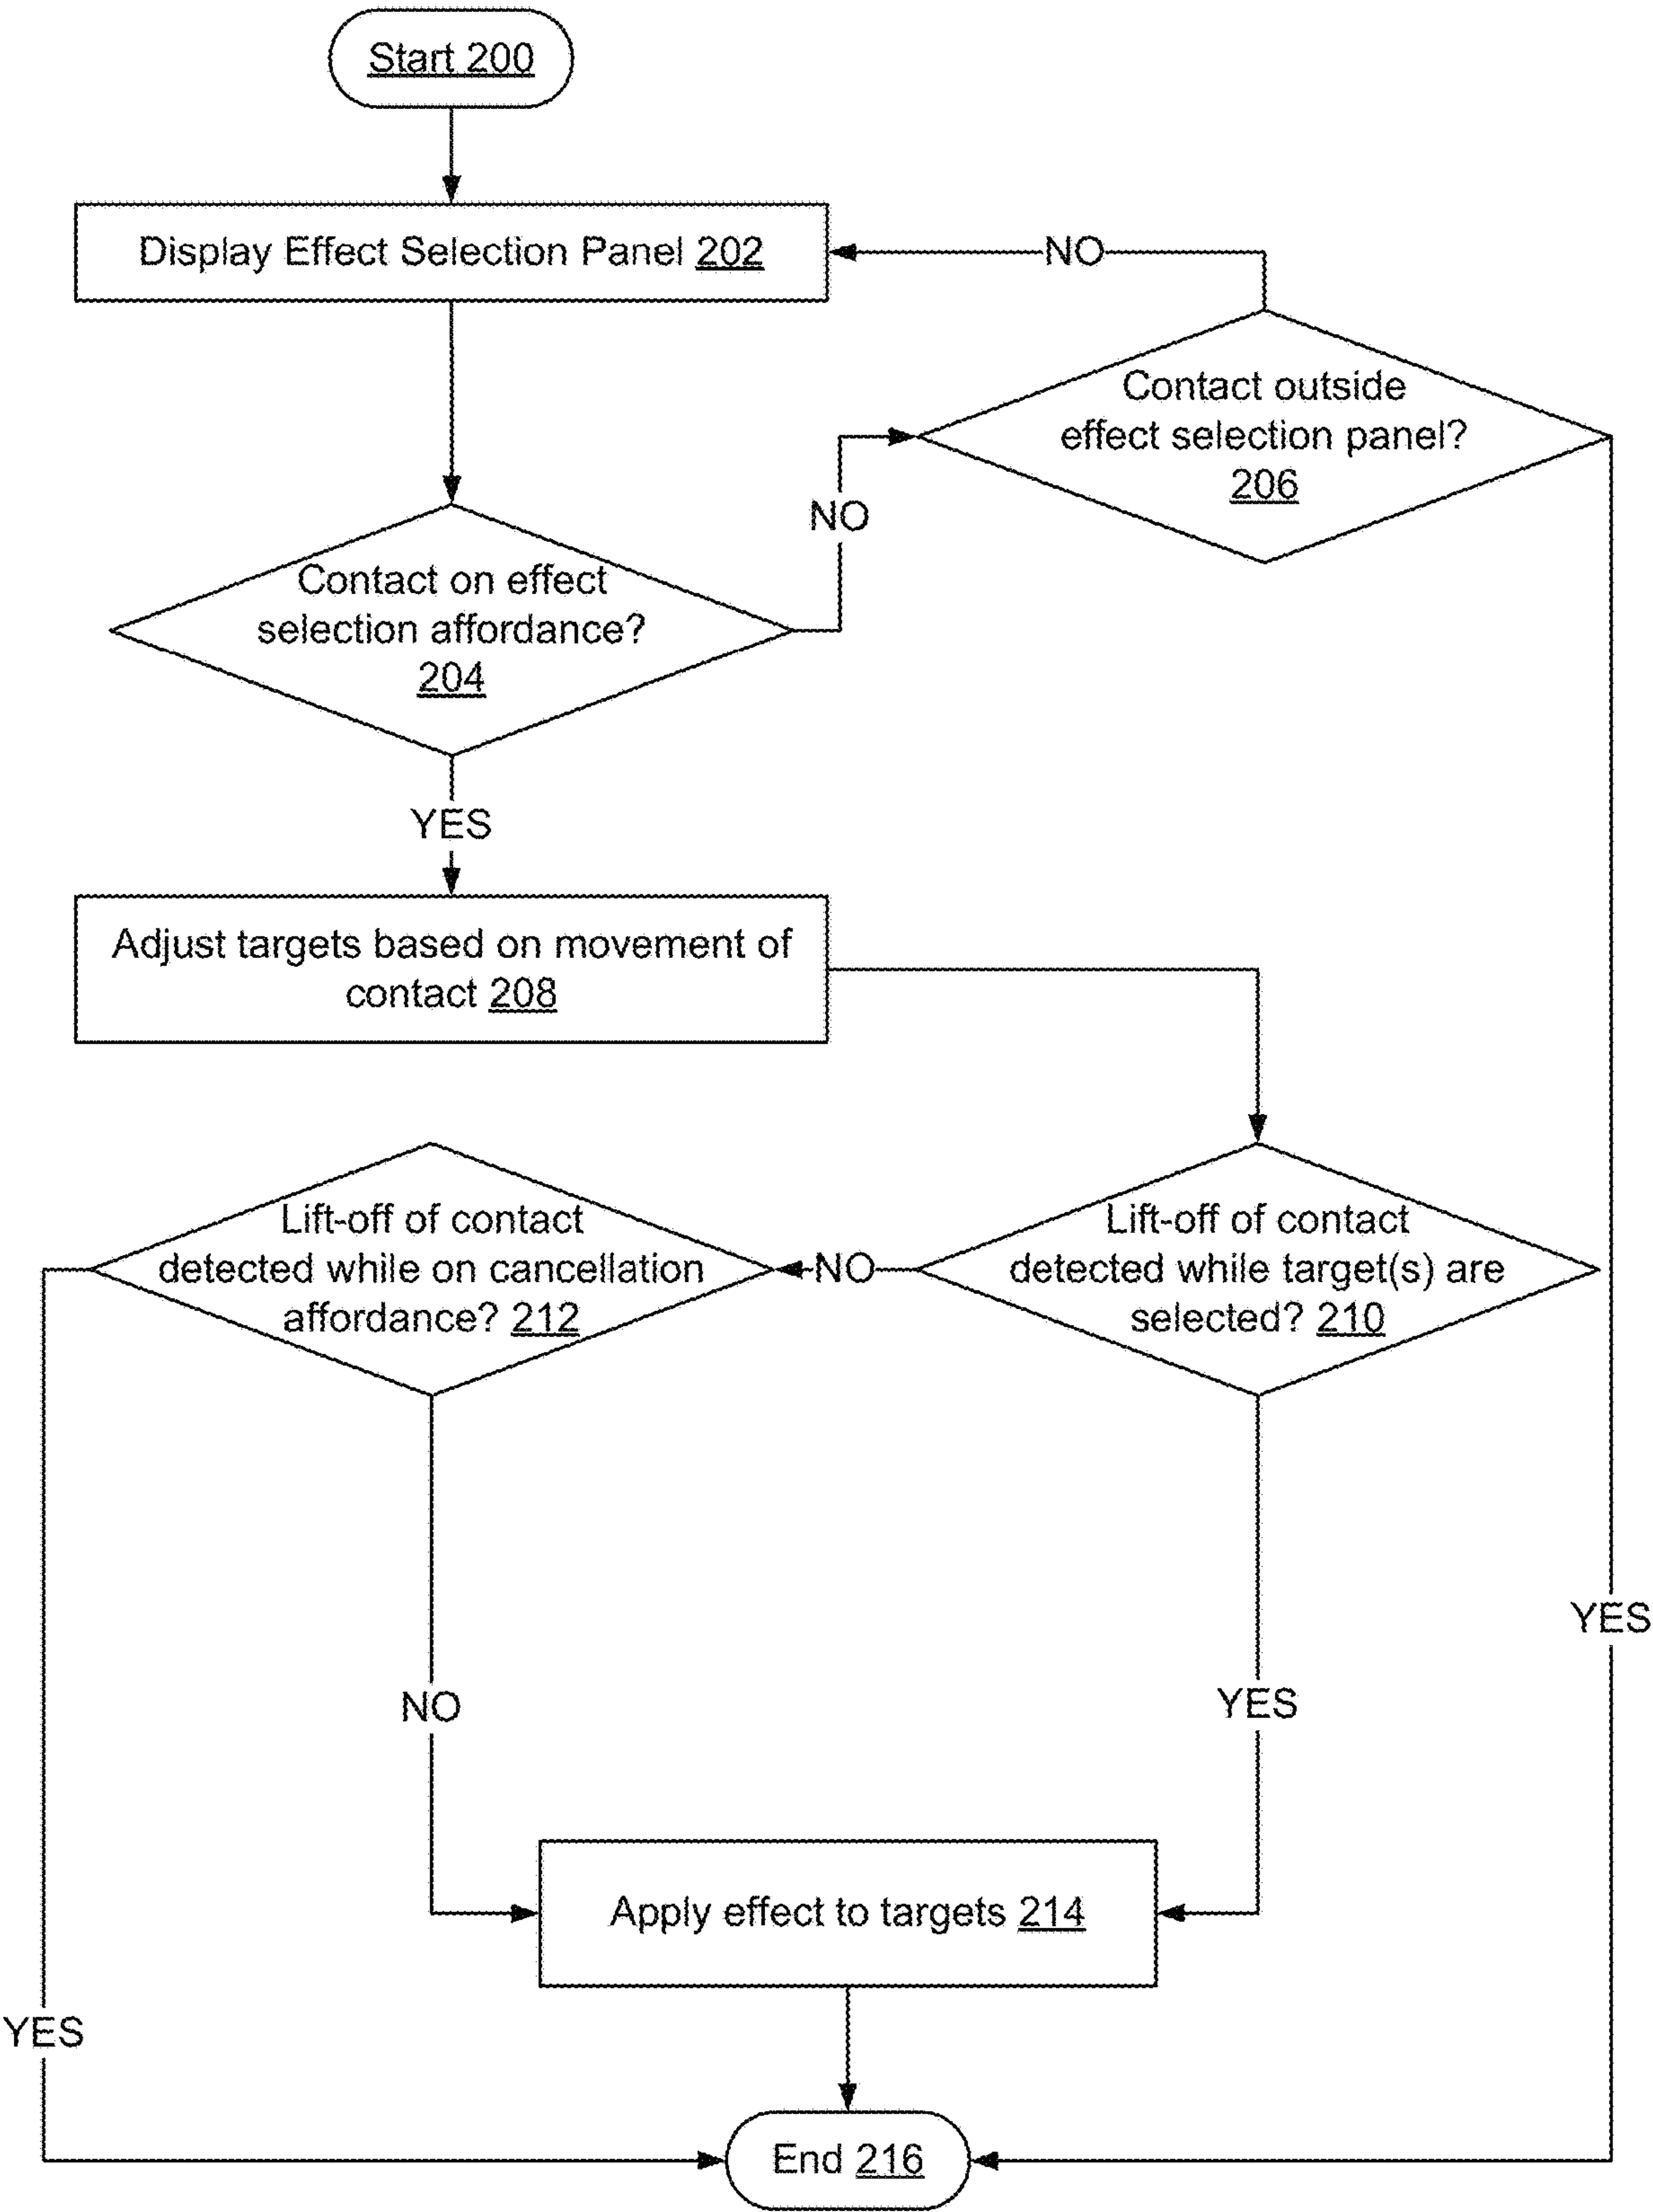 Start 200
Display Effect Selection Panel 202
NO
Contact outside
effect selection panel?
206
NO
Contact on effect
selection affordance?
204
YES
Adjust targets based on movement of
contact 208
Lift-off of contact
detected while on cancellation
affordance? 212
NO
Lift-off of contact
detected while target(s) are
selected? 210
YES
NO
YES
Apply effect to targets 214
YES
End 216